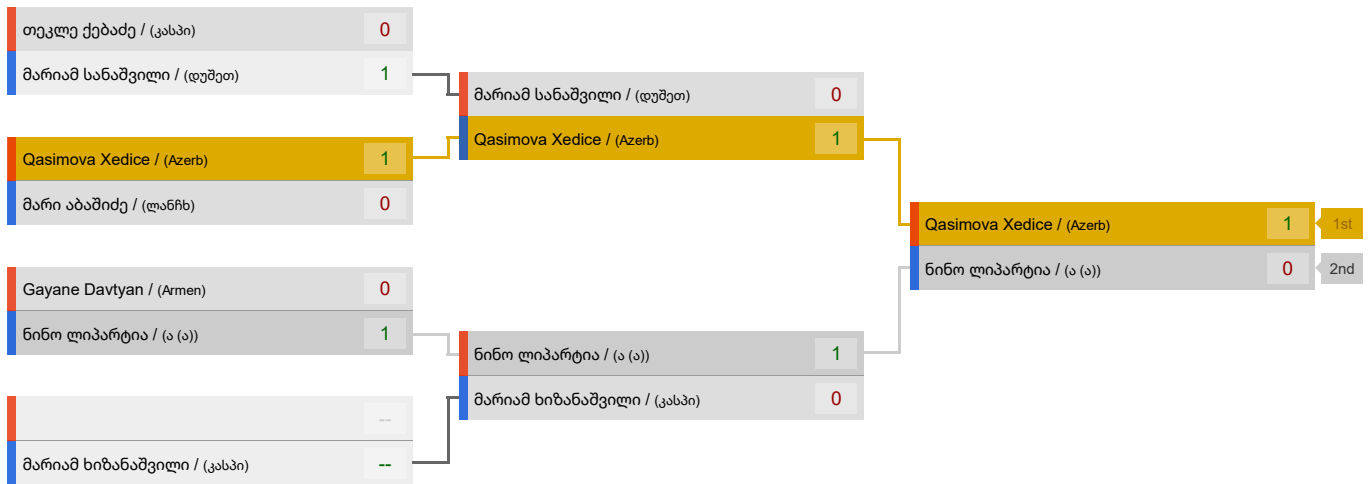 თეკლე ქებაძე / (კასპი) 0
მარიამ სანაშვილი / (დუშეთ) 1
Qasimova Xedice / (Azerb) 1
მარი აბაშიძე / (ლანჩხ) 0
Gayane Davtyan / (Armen) 0
ნინო ლიპარტია / (ა (ა)) 1
--
მარიამ ხიზანაშვილი / (კასპი) --
მარიამ სანაშვილი / (დუშეთ) 0
Qasimova Xedice / (Azerb) 1
ნინო ლიპარტია / (ა (ა)) 1
მარიამ ხიზანაშვილი / (კასპი) 0
Qasimova Xedice / (Azerb) 1 1st
ნინო ლიპარტია / (ა (ა)) 0 2nd